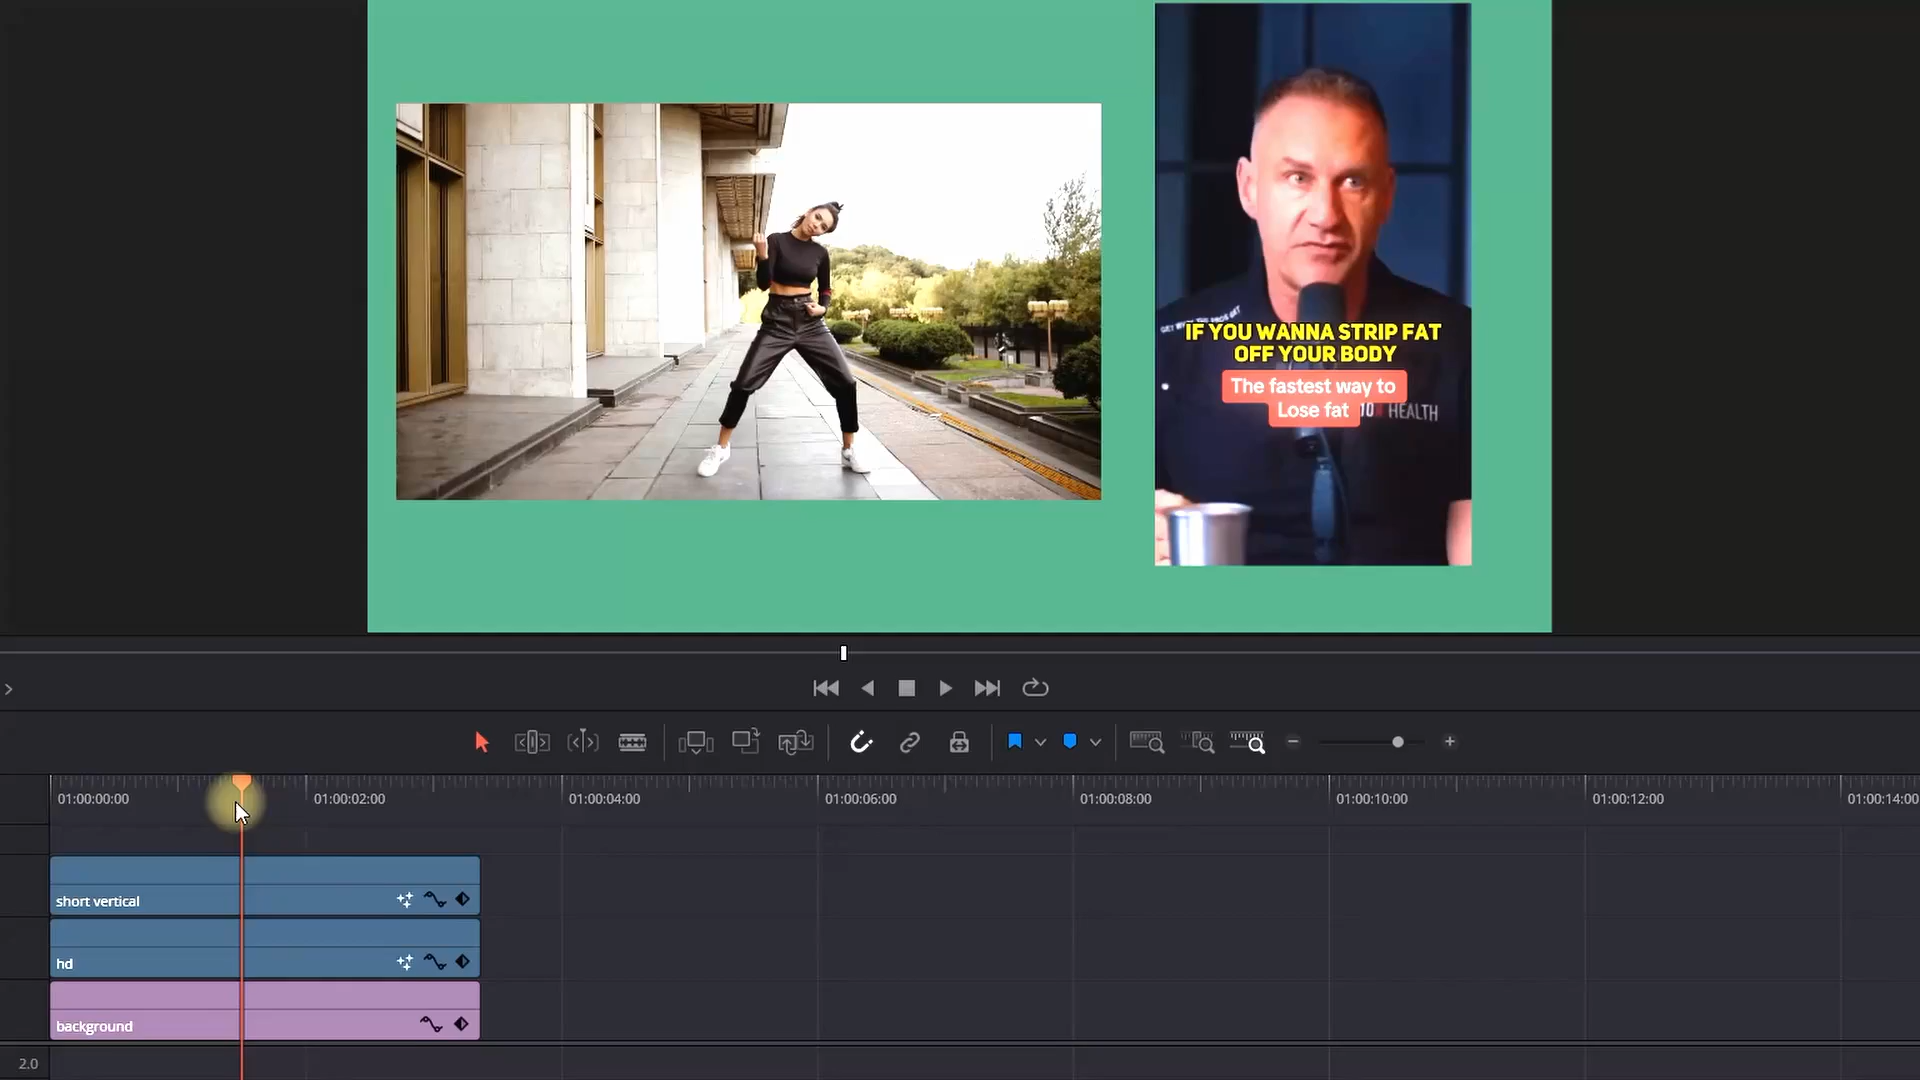 IF YOU WANNA STRIP FAT
OFF YOUR BODY
The fastest way to
Lose fat
HEALTH
01:00:00:00
01:00:02:00
01:00:04:00
01:00:06:00
01:00:08:00
01:00:10:00
01:00:12:00
01:00:14:00
short vertical
hd
background
2.0